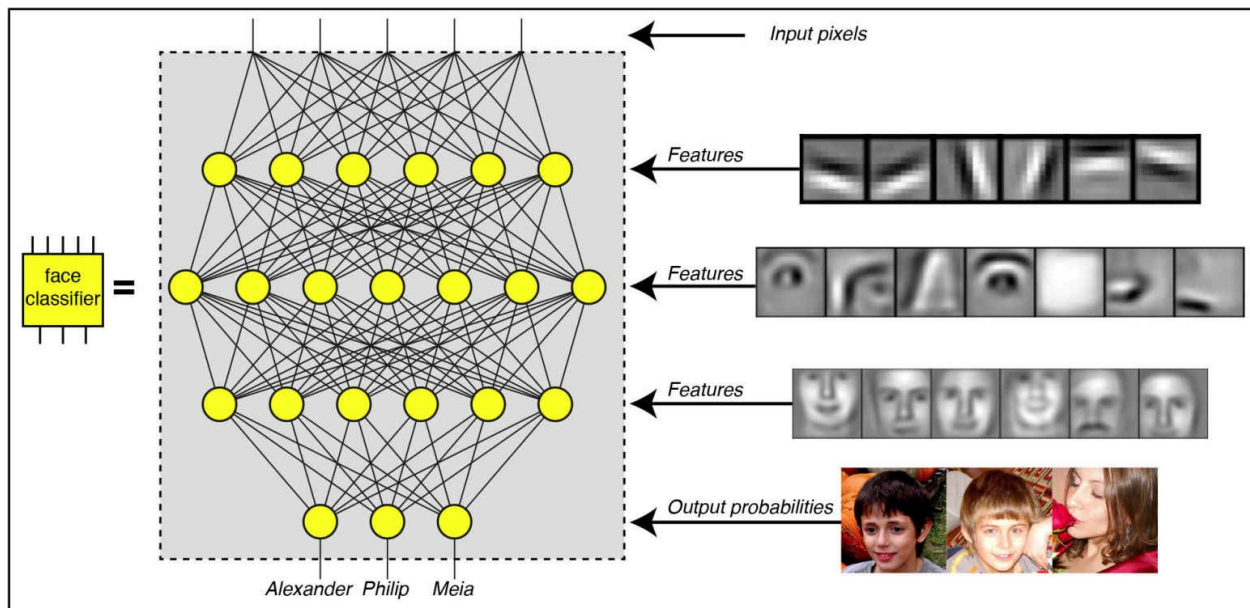 Input pixels
Features
face
classifier
=
Features
Features
Output probabilities
Alexander Philip Meia